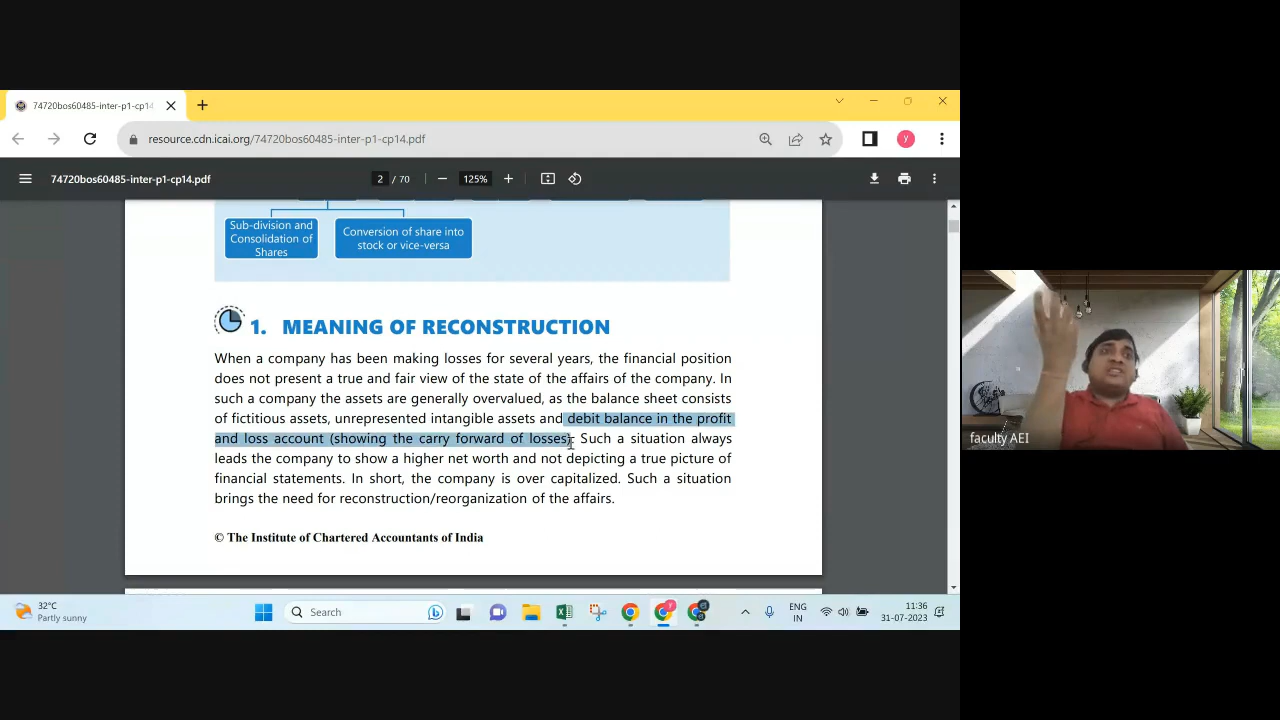 74720bos60485-inter-p1-cp14
resource.cdn.icai.org/74720bos60485-inter-p1-cp14.pdf
y
74720bos60485-inter-p1-cp14.pdf
2 / 70
125%
Sub-division and
Consolidation of
Shares
Conversion of share into
stock or vice-versa
1. MEANING OF RECONSTRUCTION
When a company has been making losses for several years, the financial position
does not present a true and fair view of the state of the affairs of the company. In
such a company the assets are generally overvalued, as the balance sheet consists
of fictitious assets, unrepresented intangible assets and debit balance in the profit
and loss account (showing the carry forward of losses). Such a situation always
leads the company to show a higher net worth and not depicting a true picture of
financial statements. In short, the company is over capitalized. Such a situation
brings the need for reconstruction/reorganization of the affairs.
© The Institute of Chartered Accountants of India
faculty AEI
32°C
Partly sunny
Search
ENG
IN
11:36
31-07-2023